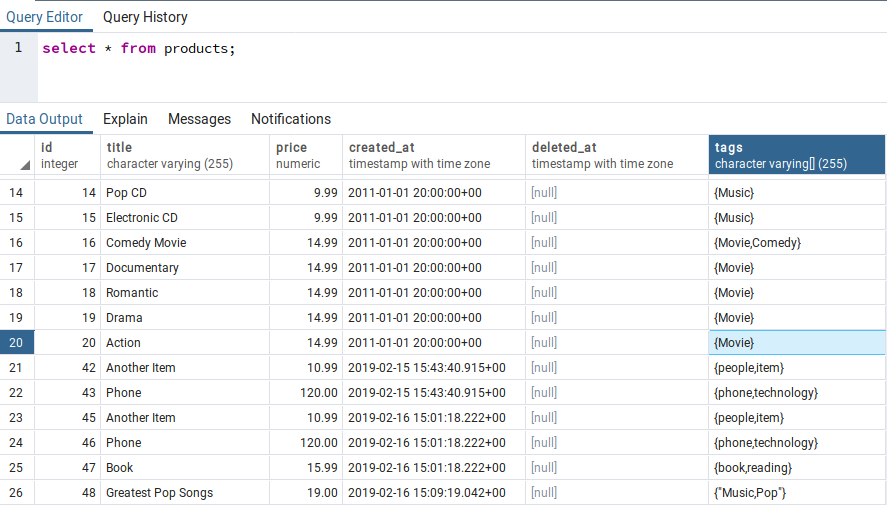 Query Editor Query History
1 select * from products;
Data Output Explain Messages Notifications
id title price created_at deleted_at tags
integer character varying (255) numeric timestamp with time zone timestamp with time zone character varying[] (255)
14 14 Pop CD 9.99 2011-01-01 20:00:00+00 [null] {Music}
15 15 Electronic CD 9.99 2011-01-01 20:00:00+00 [null] {Music}
16 16 Comedy Movie 14.99 2011-01-01 20:00:00+00 [null] {Movie,Comedy}
17 17 Documentary 14.99 2011-01-01 20:00:00+00 [null] {Movie}
18 18 Romantic 14.99 2011-01-01 20:00:00+00 [null] {Movie}
19 19 Drama 14.99 2011-01-01 20:00:00+00 [null] {Movie}
20 20 Action 14.99 2011-01-01 20:00:00+00 [null] {Movie}
21 42 Another Item 10.99 2019-02-15 15:43:40.915+00 [null] {people,item}
22 43 Phone 120.00 2019-02-15 15:43:40.915+00 [null] {phone,technology}
23 45 Another Item 10.99 2019-02-16 15:01:18.222+00 [null] {people,item}
24 46 Phone 120.00 2019-02-16 15:01:18.222+00 [null] {phone,technology}
25 47 Book 15.99 2019-02-16 15:01:18.222+00 [null] {book,reading}
26 48 Greatest Pop Songs 19.00 2019-02-16 15:09:19.042+00 [null] {"Music,Pop"}